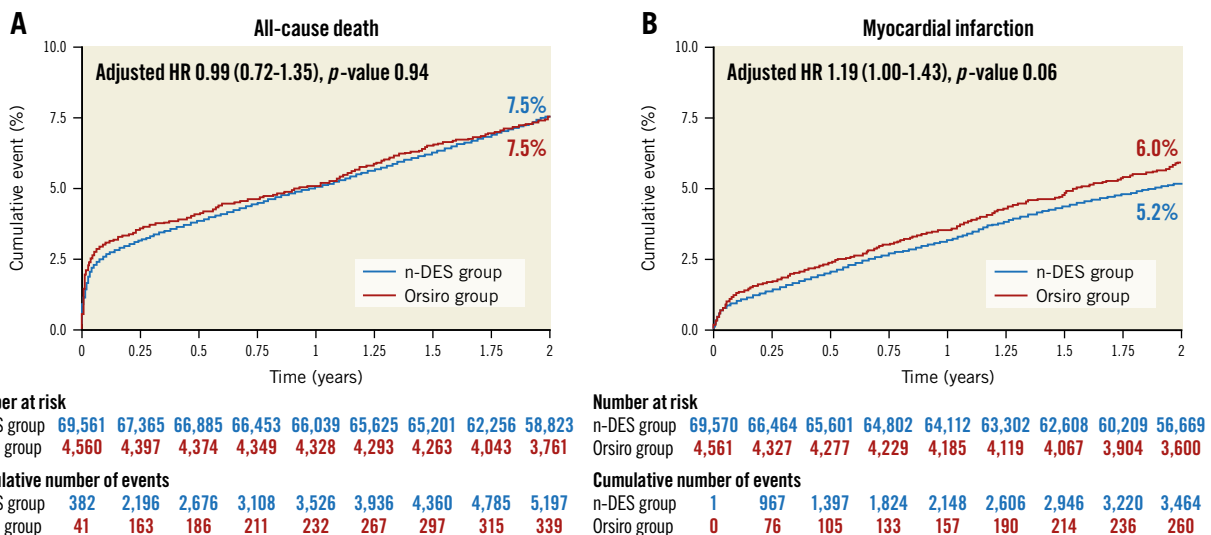 A
All-cause death
Adjusted HR 0.99 (0.72-1.35), p-value 0.94
Cumulative event (%)
10.0
7.5
5.0
2.5
0.0
7.5%
7.5%
n-DES group
Orsiro group
0 0.25 0.5 0.75 1 1.25 1.5 1.75 2
Time (years)
er at risk
S group 69,561 67,365 66,885 66,453 66,039 65,625 65,201 62,256 58,823
group 4,560 4,397 4,374 4,349 4,328 4,293 4,263 4,043 3,761
ulative number of events
S group 382 2,196 2,676 3,108 3,526 3,936 4,360 4,785 5,197
group 41 163 186 211 232 267 297 315 339
B
Myocardial infarction
Adjusted HR 1.19 (1.00-1.43), p-value 0.06
Cumulative event (%)
10.0
7.5
5.0
2.5
0.0
6.0%
5.2%
n-DES group
Orsiro group
0 0.25 0.5 0.75 1 1.25 1.5 1.75 2
Time (years)
Number at risk
n-DES group 69,570 66,464 65,601 64,802 64,112 63,302 62,608 60,209 56,669
Orsiro group 4,561 4,327 4,277 4,229 4,185 4,119 4,067 3,904 3,600
Cumulative number of events
n-DES group 1 967 1,397 1,824 2,148 2,606 2,946 3,220 3,464
Orsiro group 0 76 105 133 157 190 214 236 260